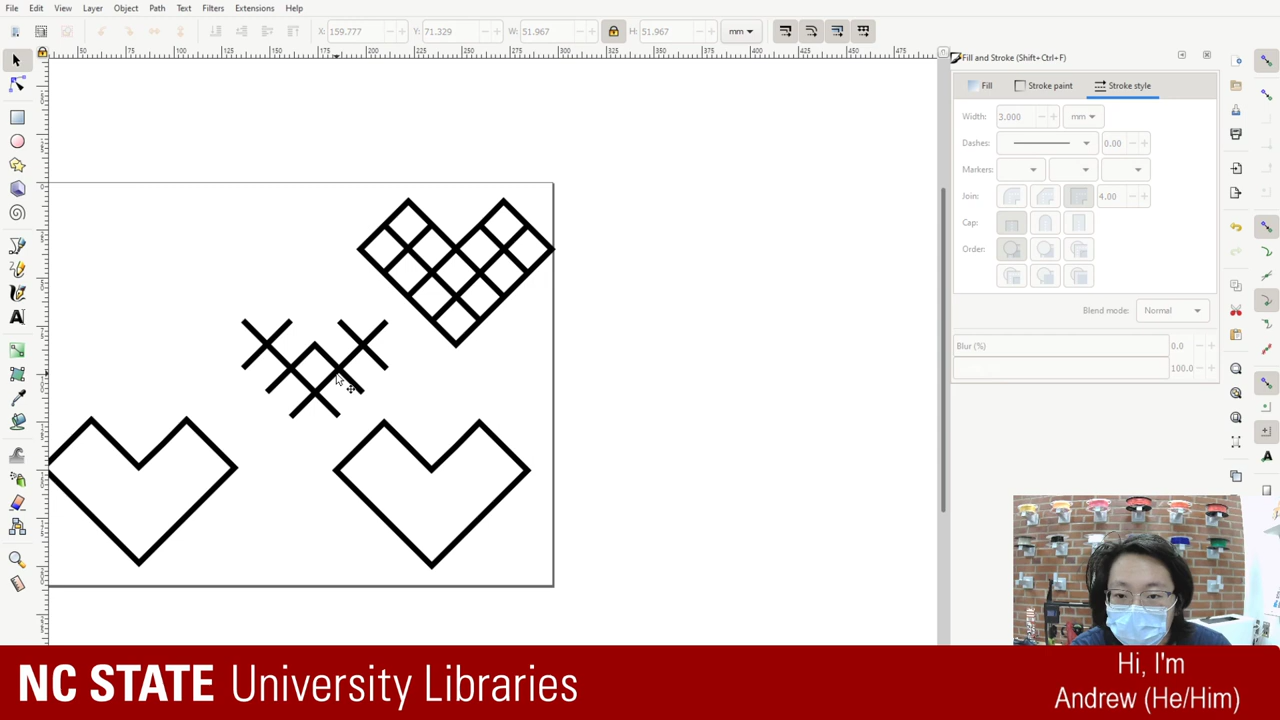 File Edit View Layer Object Path Text Filters Extensions Help
X: 159.777 Y: 71.329 W: 51.967 H: 51.967 mm
Fill and Stroke (Shift+Ctrl+F)
Fill Stroke paint Stroke style
Width: 3.000 mm
Dashes: 0.00
Markers:
Join: 4.00
Cap:
Order:
Blend mode: Normal
Blur (%) 0.0
100.0
NC STATE University Libraries
Hi, I'm
Andrew (He/Him)